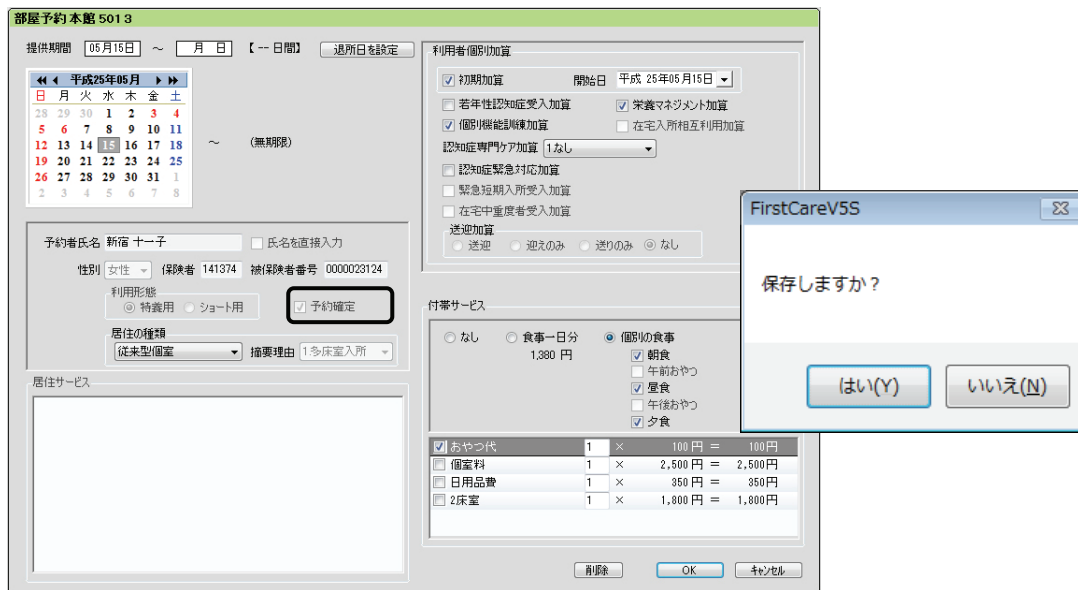 部屋予約 本館 501 3
提供期間 05月15日 ～ 月 日 【 -- 日間】 退所日を設定
平成25年05月
日 月 火 水 木 金 土
28 29 30 1 2 3 4
5 6 7 8 9 10 11
12 13 14 15 16 17 18
19 20 21 22 23 24 25
26 27 28 29 30 31 1
2 3 4 5 6 7 8
～ (無期限)
予約者氏名 新宿 十一子 氏名を直接入力
性別 女性 保険者 141374 被保険者番号 0000023124
利用形態
特養用 ショート用 予約確定
居住の種類
従来型個室 摘要理由 1多床室入所
居住サービス
利用者個別加算
初期加算 開始日 平成 25年05月15日
若年性認知症受入加算 栄養マネジメント加算
個別機能訓練加算 在宅入所相互利用加算
認知症専門ケア加算 1なし
認知症緊急対応加算
緊急短期入所受入加算
在宅中重度者受入加算
送迎加算
送迎 迎えのみ 送りのみ なし
付帯サービス
なし 食事一日分 個別の食事
1,380 円 朝食
午前おやつ
昼食
午後おやつ
夕食
おやつ代 1 × 100円 ＝ 100円
個室料 1 × 2,500円 ＝ 2,500円
日用品費 1 × 350円 ＝ 350円
2床室 1 × 1,800円 ＝ 1,800円
削除 OK キャンセル
FirstCareV5S
保存しますか？
はい(Y) いいえ(N)